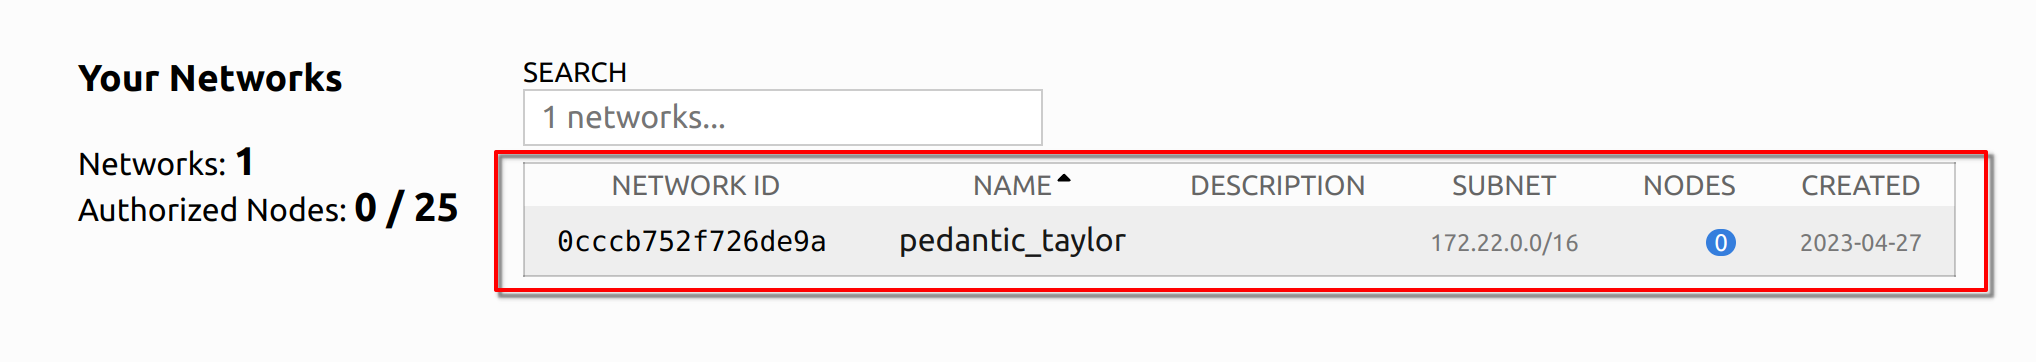 Your Networks
Networks: 1
Authorized Nodes: 0 / 25
SEARCH
1 networks...
NETWORK ID NAME DESCRIPTION SUBNET NODES CREATED
0cccb752f726de9a pedantic_taylor 172.22.0.0/16 0 2023-04-27